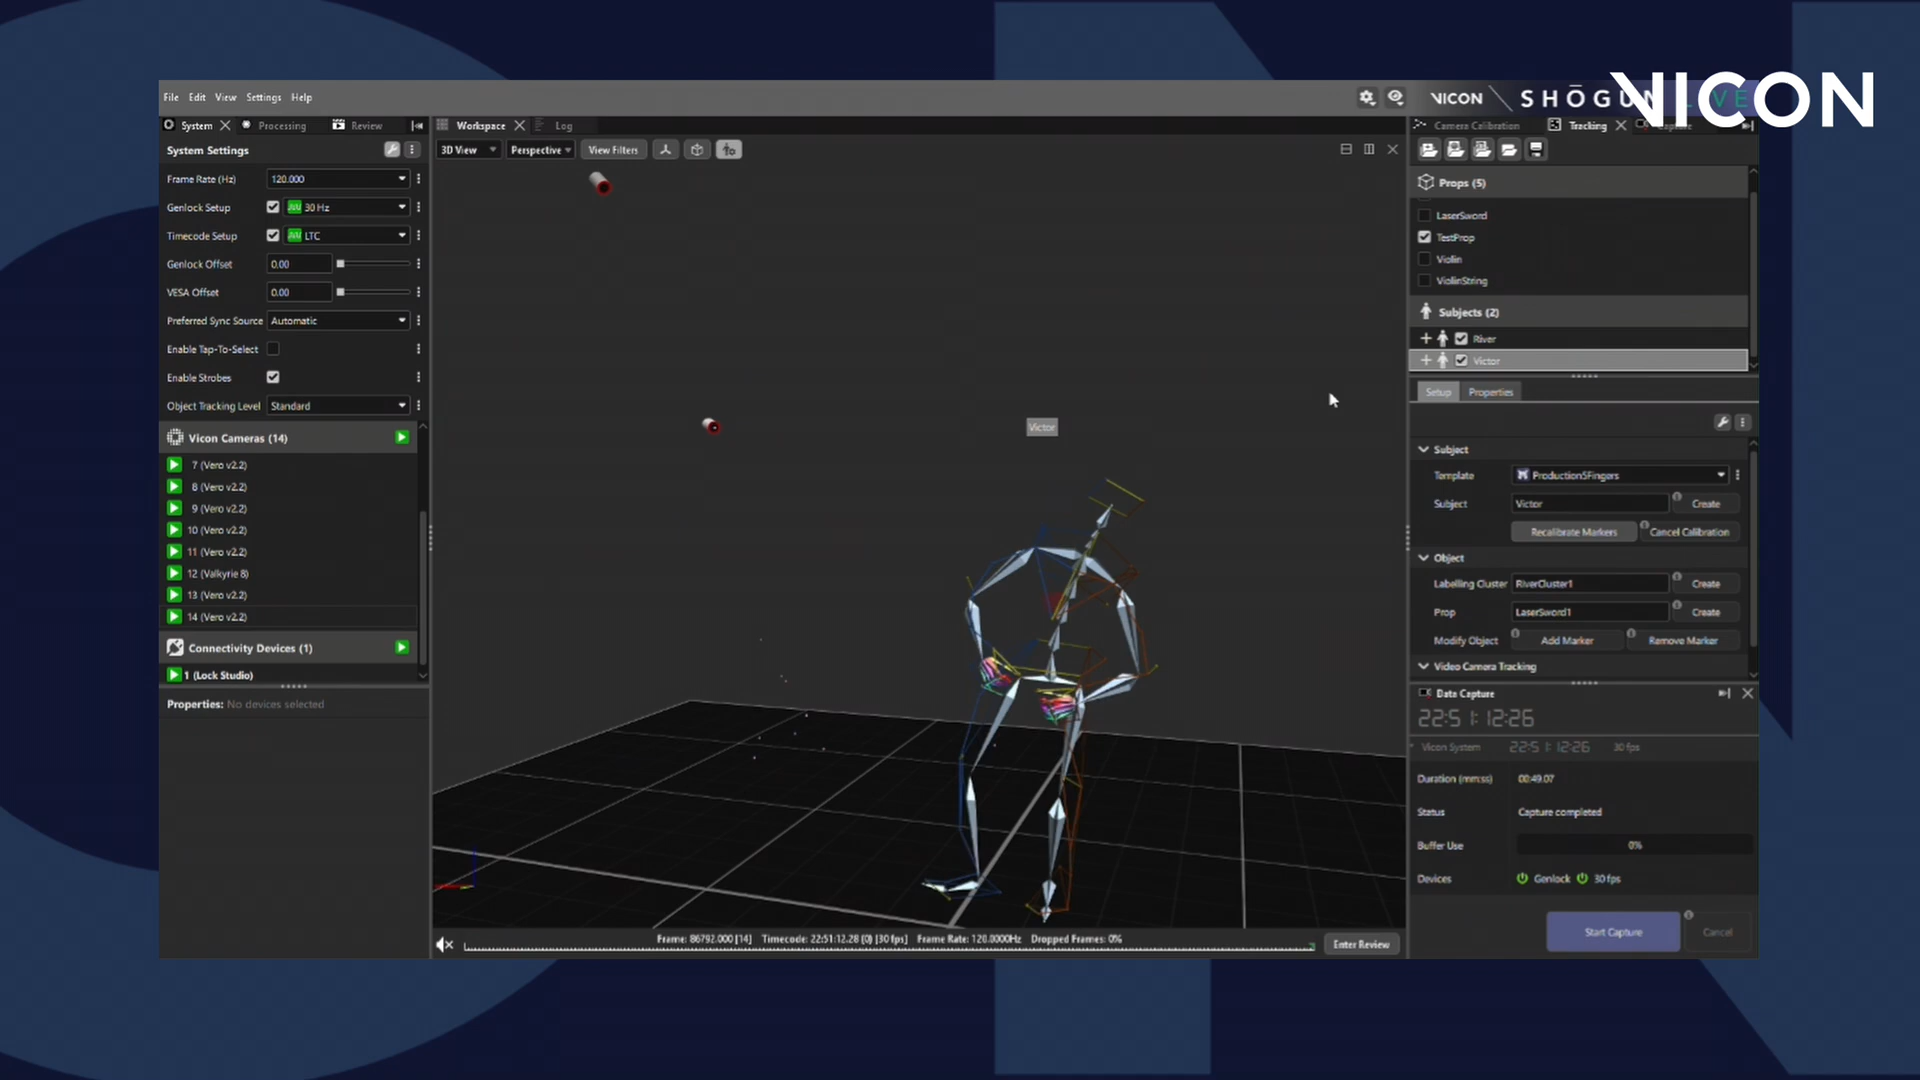 VICON
File Edit View Settings Help
VICON SHŌGUN LIVE
System Processing Review
Workspace Log
Camera Calibration Tracking Capture
System Settings
3D View Perspective View Filters
Frame Rate (Hz) 120.000
Genlock Setup 30 Hz
Timecode Setup LTC
Genlock Offset 0.00
VESA Offset 0.00
Preferred Sync Source Automatic
Enable Tap-To-Select
Enable Strobes
Object Tracking Level Standard
Vicon Cameras (14)
7 (Vero v2.2)
8 (Vero v2.2)
9 (Vero v2.2)
10 (Vero v2.2)
11 (Vero v2.2)
12 (Valkyrie 8)
13 (Vero v2.2)
14 (Vero v2.2)
Connectivity Devices (1)
1 (Lock Studio)
Properties: No devices selected
Victor
Frame: 86792.000 [14] Timecode: 22:51:12.28 (0) [30 fps] Frame Rate: 120.0000Hz Dropped Frames: 0%
Enter Review
Props (5)
LaserSword
TestProp
Violin
ViolinString
Subjects (2)
River
Victor
Setup Properties
Subject
Template Production5Fingers
Subject Victor Create
Recalibrate Markers Cancel Calibration
Object
Labelling Cluster RiverCluster1 Create
Prop LaserSword1 Create
Modify Object Add Marker Remove Marker
Video Camera Tracking
Data Capture
22:51:12:26
Vicon System 22:51:12:26 30 fps
Duration (mm:ss) 00:49.07
Status Capture completed
Buffer Use 0%
Devices Genlock 30 fps
Start Capture Cancel